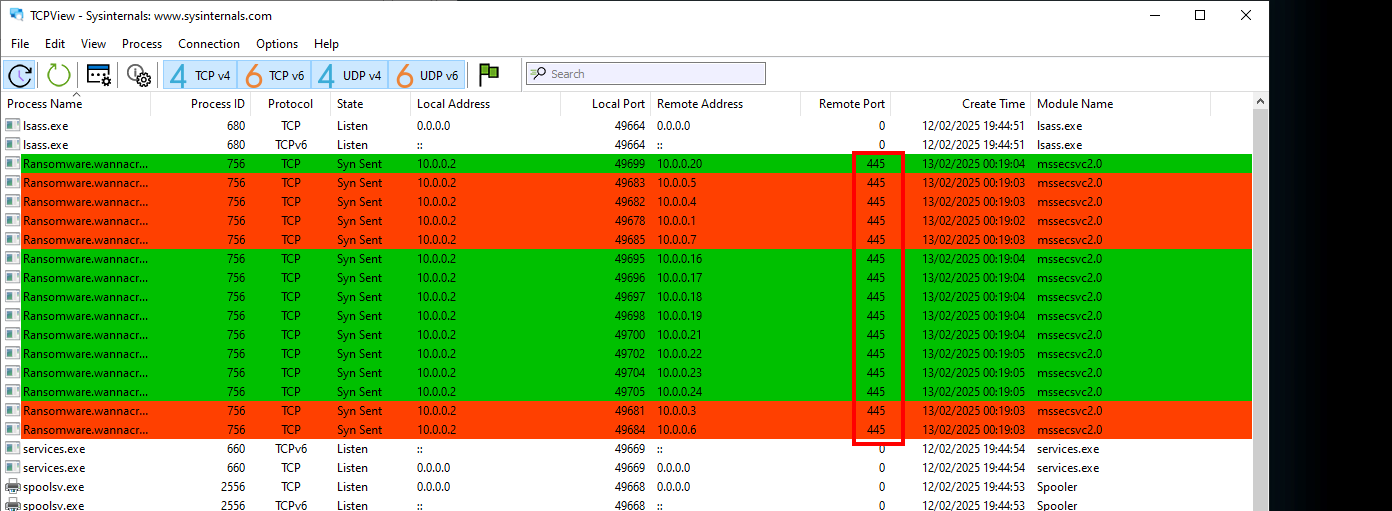 TCPView - Sysinternals: www.sysinternals.com
File Edit View Process Connection Options Help
4 TCP v4 6 TCP v6 4 UDP v4 6 UDP v6 Search
Process Name Process ID Protocol State Local Address Local Port Remote Address Remote Port Create Time Module Name
lsass.exe 680 TCP Listen 0.0.0.0 49664 0.0.0.0 0 12/02/2025 19:44:51 lsass.exe
lsass.exe 680 TCPv6 Listen :: 49664 :: 0 12/02/2025 19:44:51 lsass.exe
Ransomware.wannacr... 756 TCP Syn Sent 10.0.0.2 49699 10.0.0.20 445 13/02/2025 00:19:04 mssecsvc2.0
Ransomware.wannacr... 756 TCP Syn Sent 10.0.0.2 49683 10.0.0.5 445 13/02/2025 00:19:03 mssecsvc2.0
Ransomware.wannacr... 756 TCP Syn Sent 10.0.0.2 49682 10.0.0.4 445 13/02/2025 00:19:03 mssecsvc2.0
Ransomware.wannacr... 756 TCP Syn Sent 10.0.0.2 49678 10.0.0.1 445 13/02/2025 00:19:02 mssecsvc2.0
Ransomware.wannacr... 756 TCP Syn Sent 10.0.0.2 49685 10.0.0.7 445 13/02/2025 00:19:03 mssecsvc2.0
Ransomware.wannacr... 756 TCP Syn Sent 10.0.0.2 49695 10.0.0.16 445 13/02/2025 00:19:04 mssecsvc2.0
Ransomware.wannacr... 756 TCP Syn Sent 10.0.0.2 49696 10.0.0.17 445 13/02/2025 00:19:04 mssecsvc2.0
Ransomware.wannacr... 756 TCP Syn Sent 10.0.0.2 49697 10.0.0.18 445 13/02/2025 00:19:04 mssecsvc2.0
Ransomware.wannacr... 756 TCP Syn Sent 10.0.0.2 49698 10.0.0.19 445 13/02/2025 00:19:04 mssecsvc2.0
Ransomware.wannacr... 756 TCP Syn Sent 10.0.0.2 49700 10.0.0.21 445 13/02/2025 00:19:04 mssecsvc2.0
Ransomware.wannacr... 756 TCP Syn Sent 10.0.0.2 49702 10.0.0.22 445 13/02/2025 00:19:05 mssecsvc2.0
Ransomware.wannacr... 756 TCP Syn Sent 10.0.0.2 49704 10.0.0.23 445 13/02/2025 00:19:05 mssecsvc2.0
Ransomware.wannacr... 756 TCP Syn Sent 10.0.0.2 49705 10.0.0.24 445 13/02/2025 00:19:05 mssecsvc2.0
Ransomware.wannacr... 756 TCP Syn Sent 10.0.0.2 49681 10.0.0.3 445 13/02/2025 00:19:03 mssecsvc2.0
Ransomware.wannacr... 756 TCP Syn Sent 10.0.0.2 49684 10.0.0.6 445 13/02/2025 00:19:03 mssecsvc2.0
services.exe 660 TCPv6 Listen :: 49669 :: 0 12/02/2025 19:44:54 services.exe
services.exe 660 TCP Listen 0.0.0.0 49669 0.0.0.0 0 12/02/2025 19:44:54 services.exe
spoolsv.exe 2556 TCP Listen 0.0.0.0 49668 0.0.0.0 0 12/02/2025 19:44:53 Spooler
spoolsv.exe 2556 TCPv6 Listen :: 49668 :: 0 12/02/2025 19:44:53 Spooler